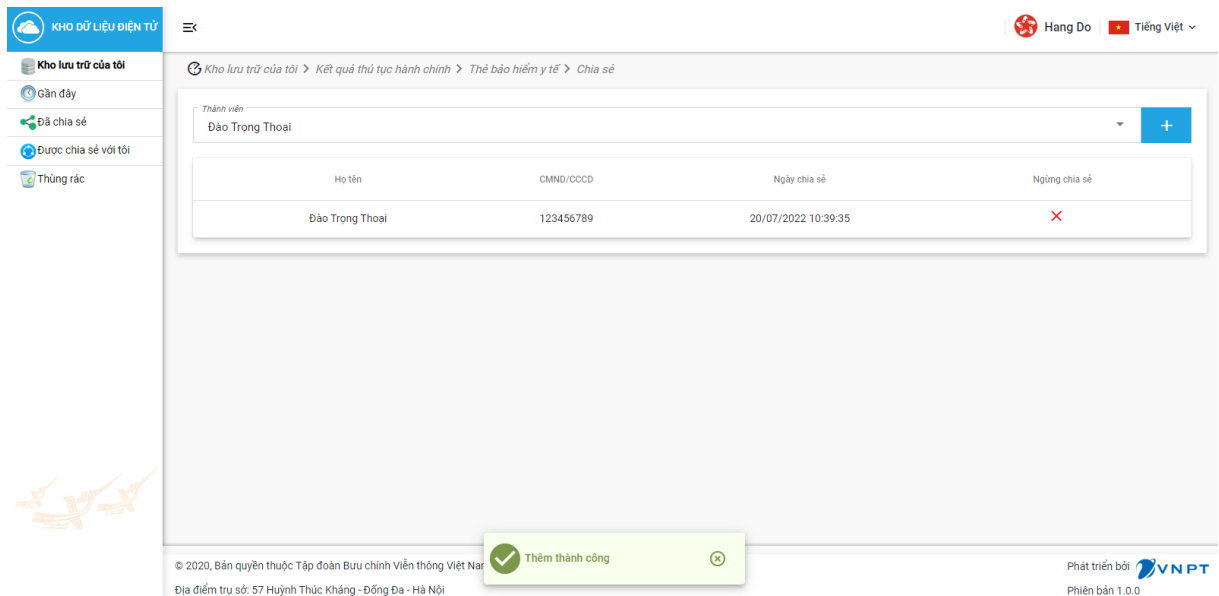 KHO DỮ LIỆU ĐIỆN TỬ
Hang Do
Tiếng Việt
Kho lưu trữ của tôi
Gần đây
Đã chia sẻ
Được chia sẻ với tôi
Thùng rác
Kho lưu trữ của tôi > Kết quả thủ tục hành chính > Thẻ bảo hiểm y tế > Chia sẻ
Thành viên
Đào Trọng Thoại
+
Họ tên CMND/CCCD Ngày chia sẻ Ngừng chia sẻ
Đào Trọng Thoại 123456789 20/07/2022 10:39:35
Thêm thành công
© 2020, Bản quyền thuộc Tập đoàn Bưu chính Viễn thông Việt
Địa điểm trụ sở: 57 Huỳnh Thúc Kháng - Đống Đa - Hà Nội
Phát triển bởi VNPT
Phiên bản 1.0.0